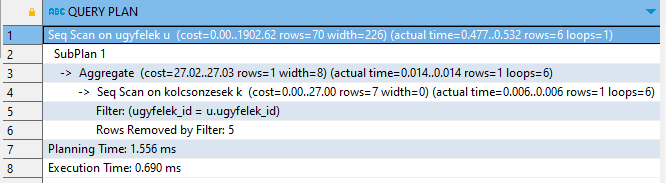 ABC QUERY PLAN
1 Seq Scan on ugyfelek u (cost=0.00..1902.62 rows=70 width=226) (actual time=0.477..0.532 rows=6 loops=1)
2 SubPlan 1
3 -> Aggregate (cost=27.02..27.03 rows=1 width=8) (actual time=0.014..0.014 rows=1 loops=6)
4 -> Seq Scan on kolcsonzesek k (cost=0.00..27.00 rows=7 width=0) (actual time=0.006..0.006 rows=1 loops=6)
5 Filter: (ugyfelek_id = u.ugyfelek_id)
6 Rows Removed by Filter: 5
7 Planning Time: 1.556 ms
8 Execution Time: 0.690 ms